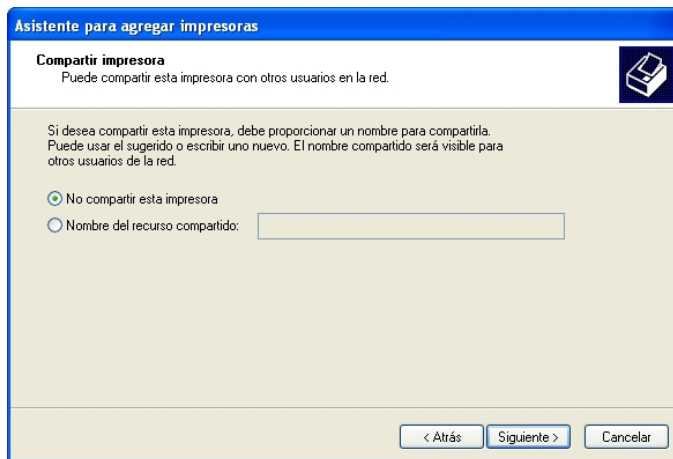 Asistente para agregar impresoras
Compartir impresora
Puede compartir esta impresora con otros usuarios en la red.
Si desea compartir esta impresora, debe proporcionar un nombre para compartirla.
Puede usar el sugerido o escribir uno nuevo. El nombre compartido será visible para
otros usuarios de la red.
No compartir esta impresora
Nombre del recurso compartido:
< Atrás
Siguiente >
Cancelar